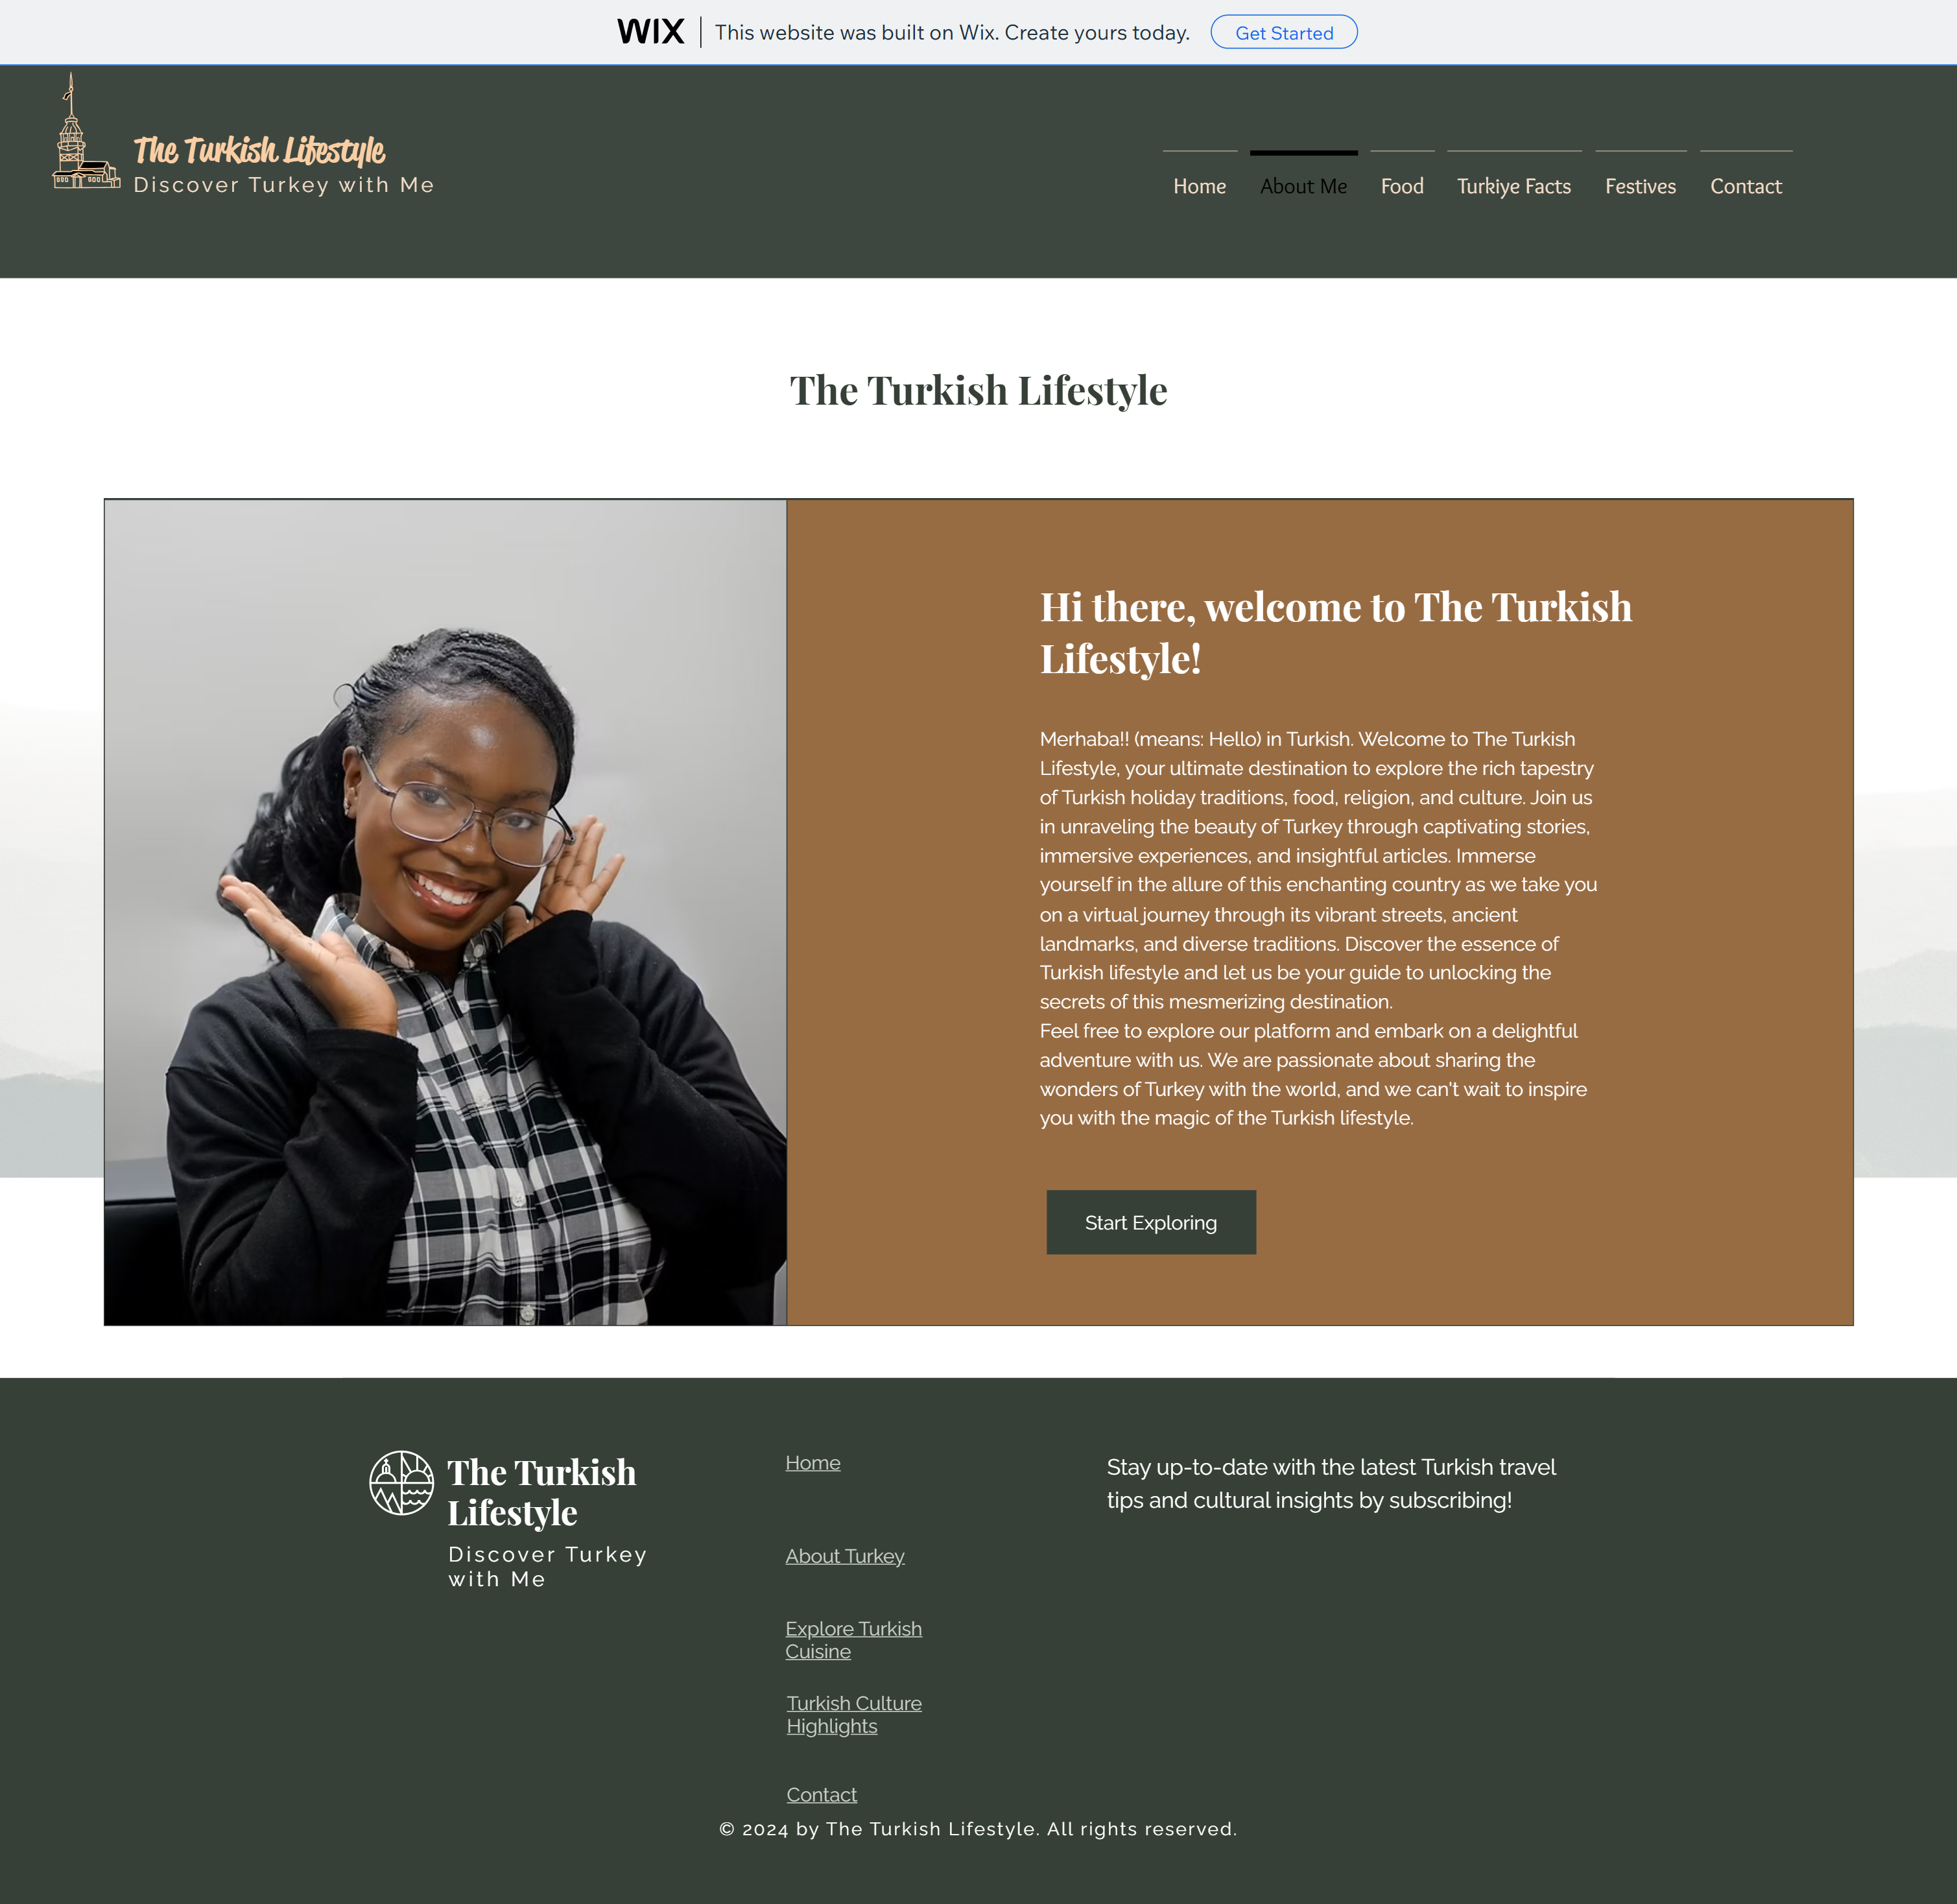 WIX
This website was built on Wix. Create yours today.
Get Started
The Turkish Lifestyle
Discover Turkey with Me
Home
About Me
Food
Turkiye Facts
Festives
Contact
The Turkish Lifestyle
Hi there, welcome to The Turkish
Lifestyle!
Merhaba!! (means: Hello) in Turkish. Welcome to The Turkish
Lifestyle, your ultimate destination to explore the rich tapestry
of Turkish holiday traditions, food, religion, and culture. Join us
in unraveling the beauty of Turkey through captivating stories,
immersive experiences, and insightful articles. Immerse
yourself in the allure of this enchanting country as we take you
on a virtual journey through its vibrant streets, ancient
landmarks, and diverse traditions. Discover the essence of
Turkish lifestyle and let us be your guide to unlocking the
secrets of this mesmerizing destination.
Feel free to explore our platform and embark on a delightful
adventure with us. We are passionate about sharing the
wonders of Turkey with the world, and we can't wait to inspire
you with the magic of the Turkish lifestyle.
Start Exploring
The Turkish
Lifestyle
Discover Turkey
with Me
Home
About Turkey
Explore Turkish
Cuisine
Turkish Culture
Highlights
Contact
Stay up-to-date with the latest Turkish travel
tips and cultural insights by subscribing!
© 2024 by The Turkish Lifestyle. All rights reserved.